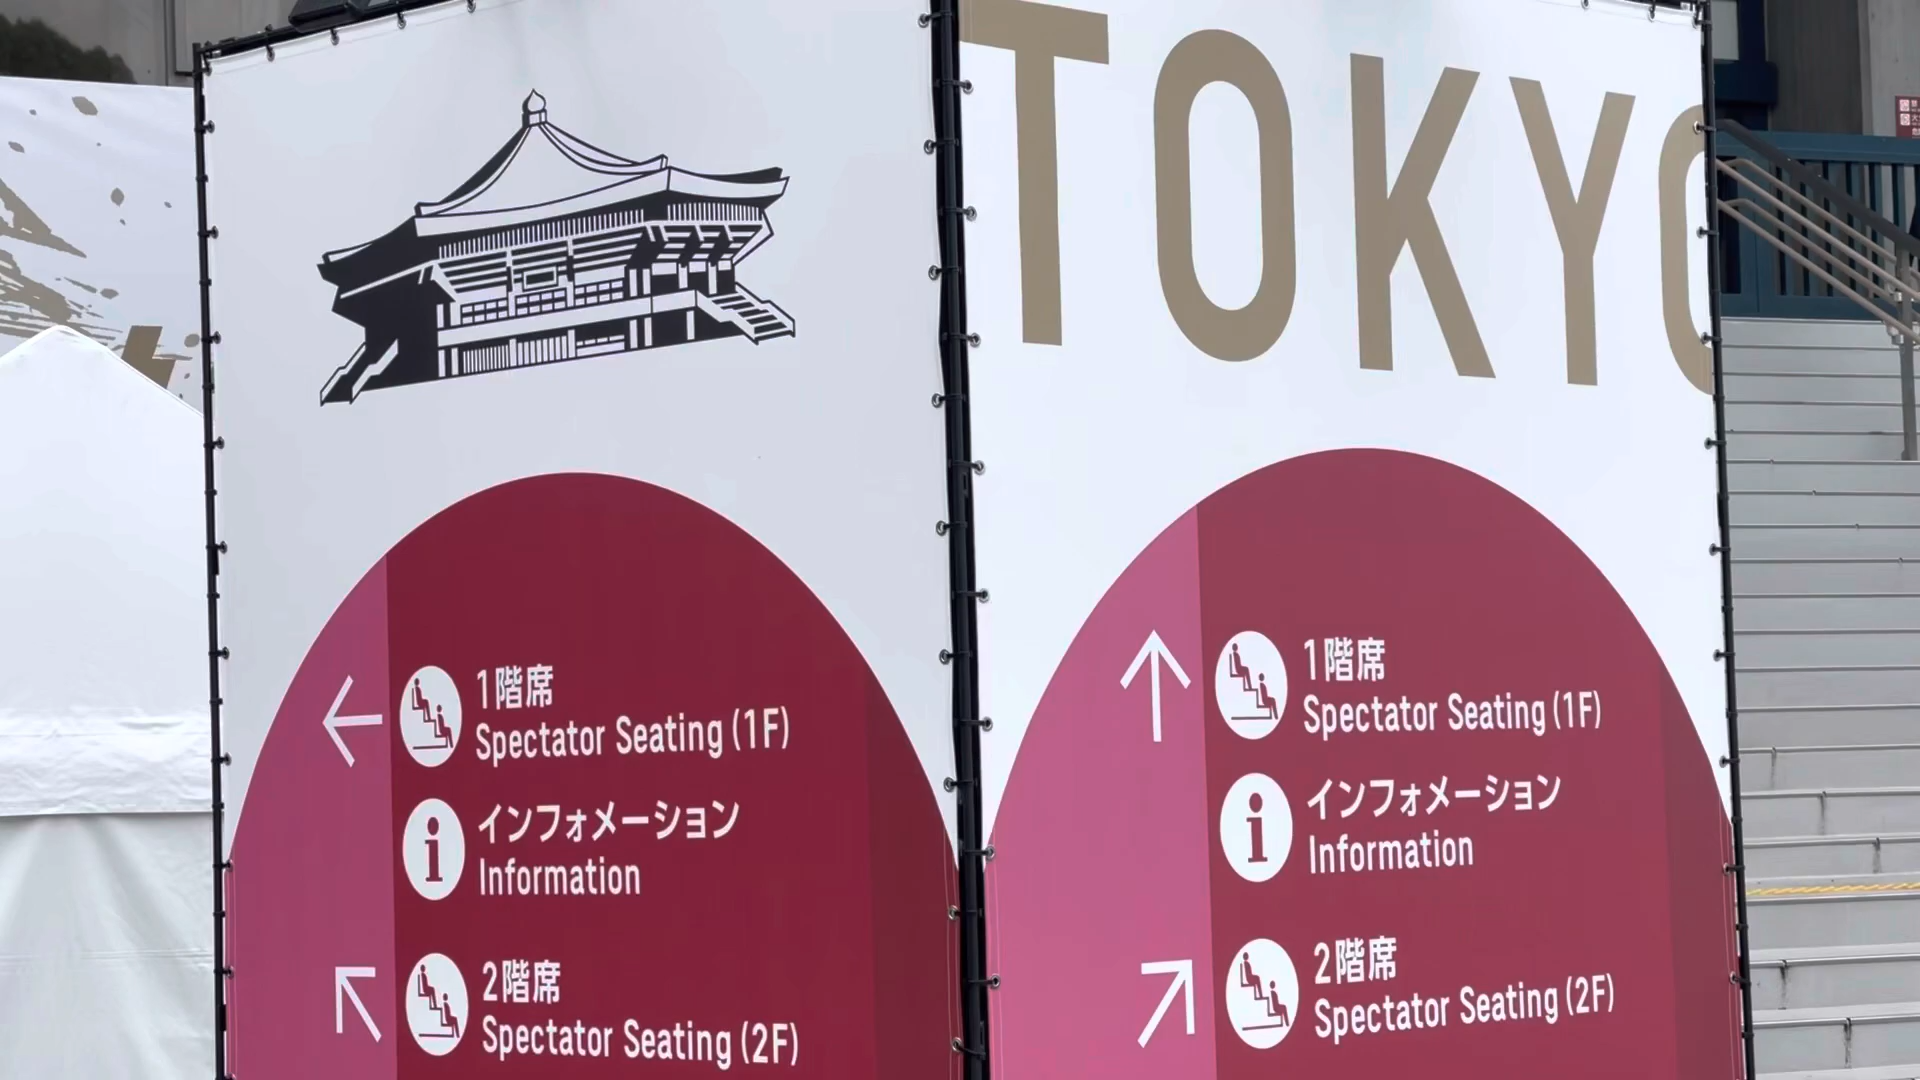 1階席
Spectator Seating (1F)
インフォメーション
Information
2階席
Spectator Seating (2F)
TOKYO
1階席
Spectator Seating (1F)
インフォメーション
Information
2階席
Spectator Seating (2F)